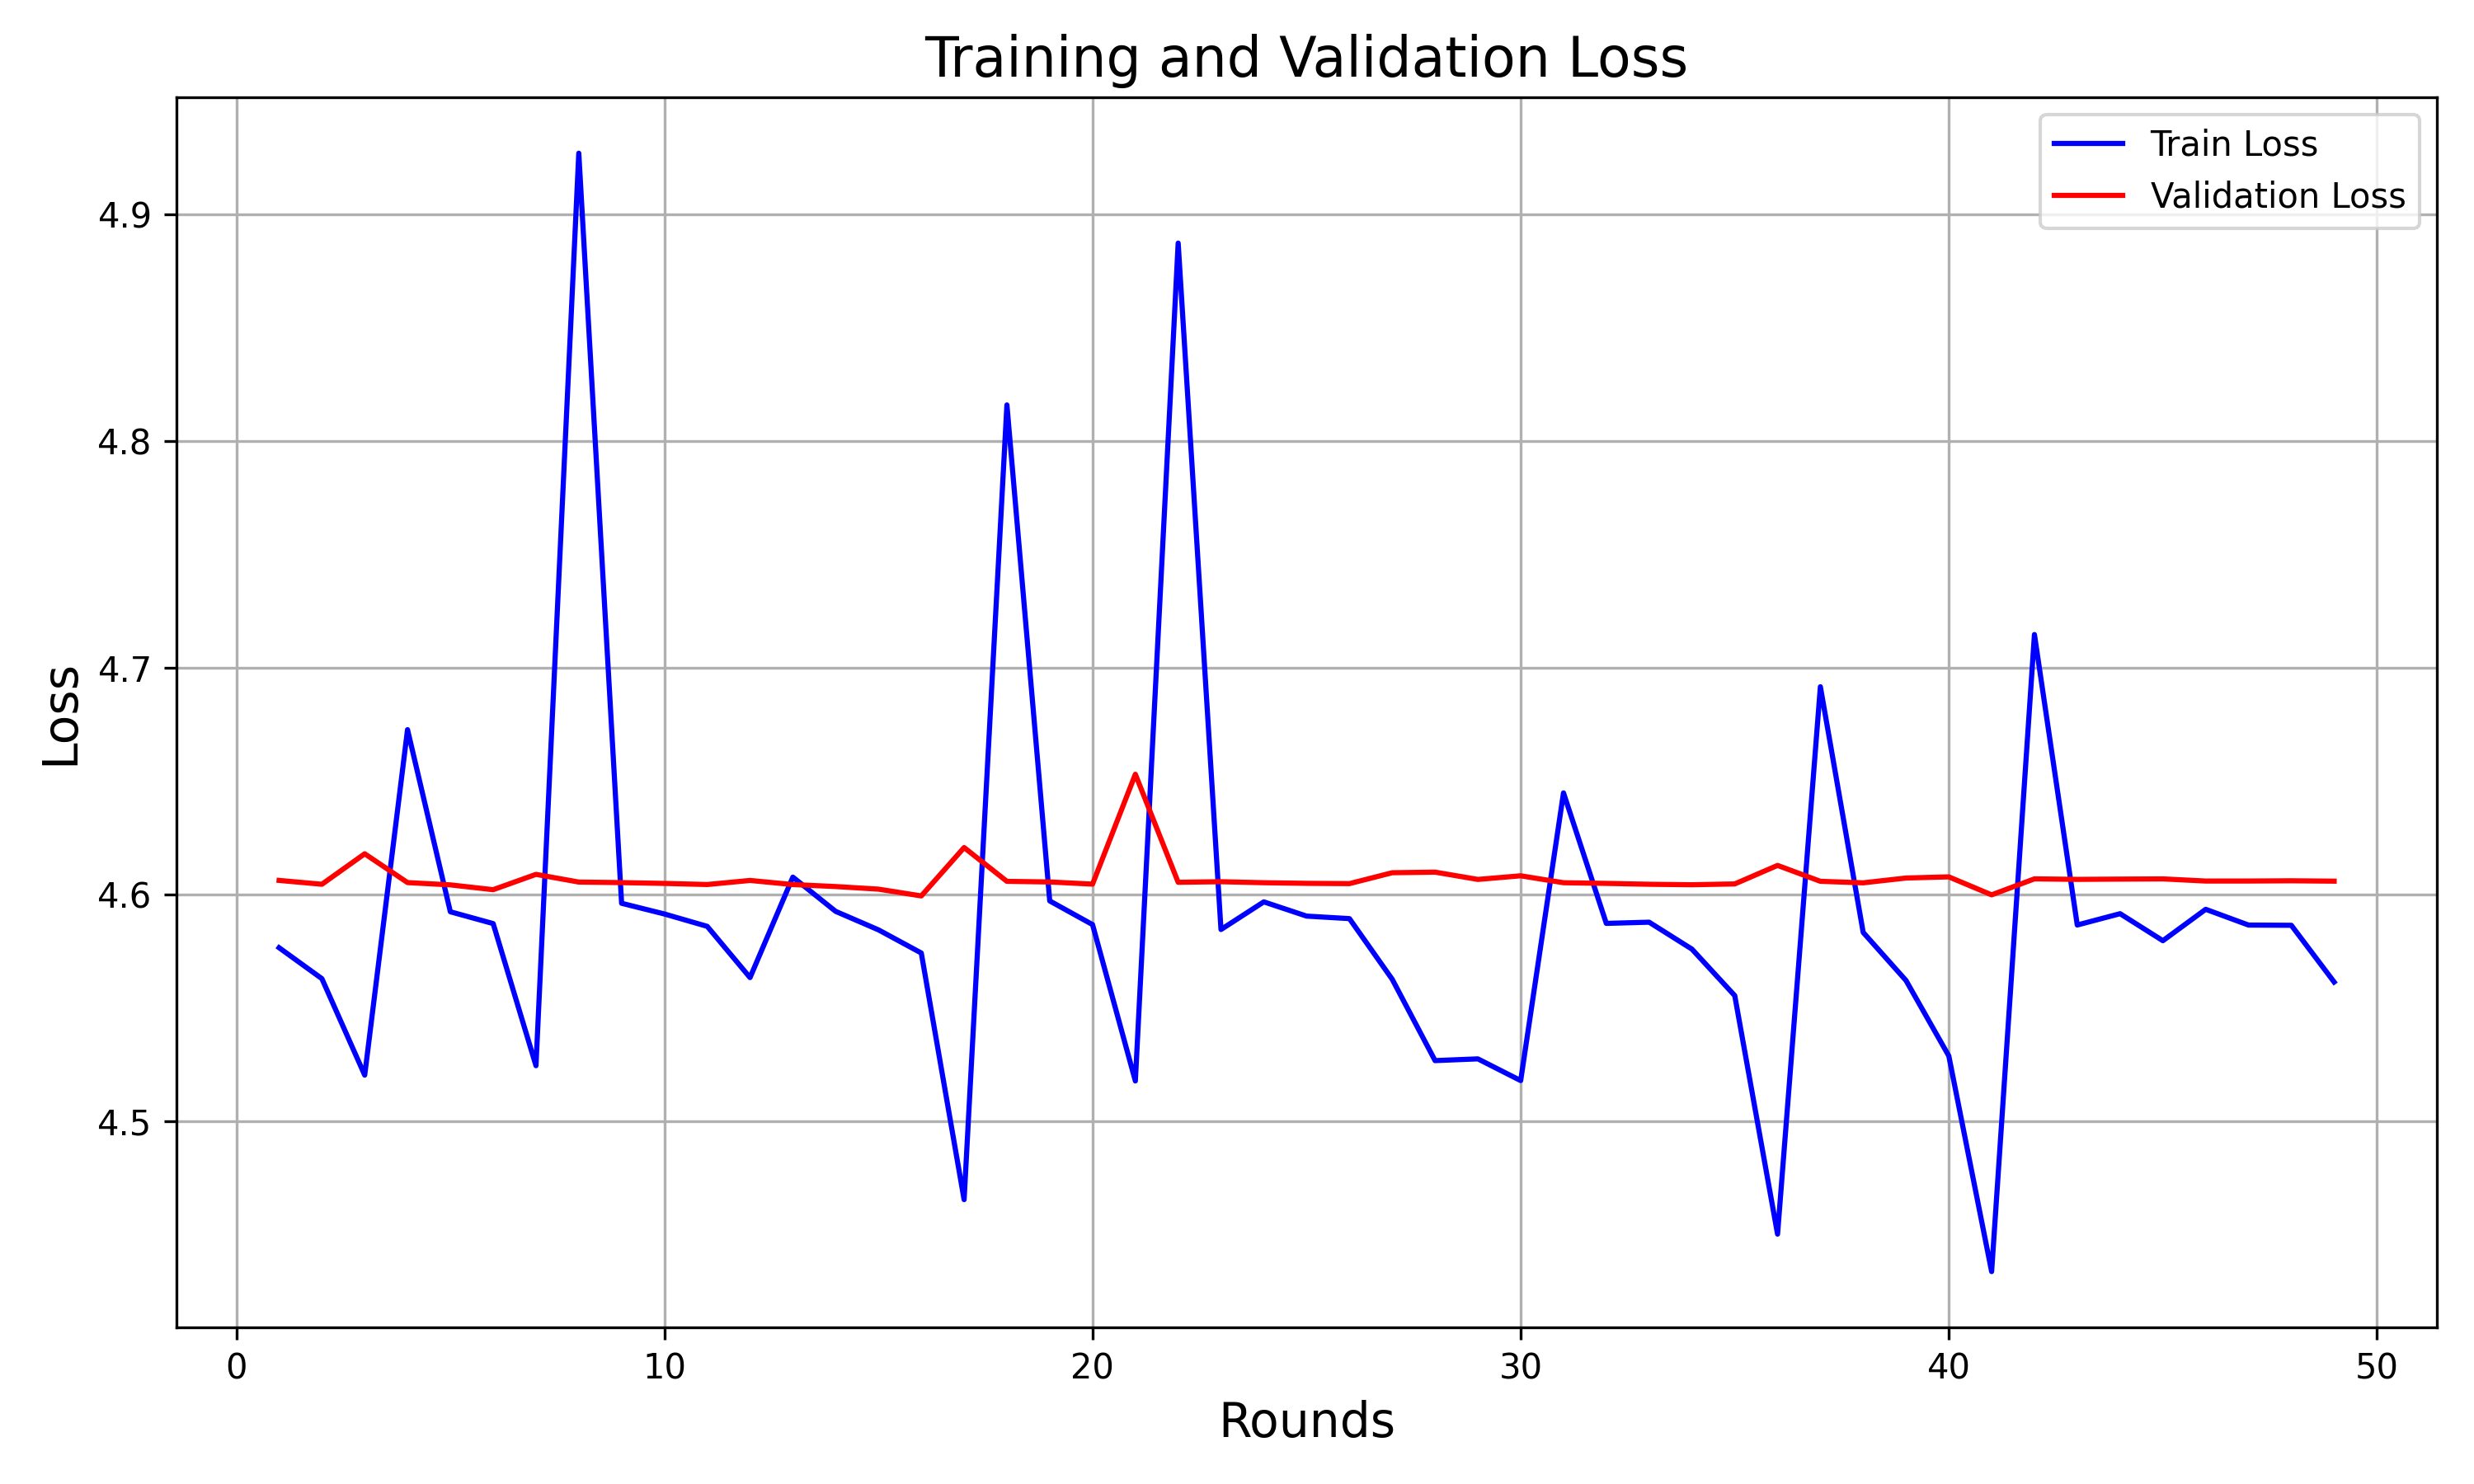 Training and Validation Loss
Train Loss
Validation Loss
4.9
4.8
4.7
4.6
4.5
Loss
0 10 20 30 40 50
Rounds